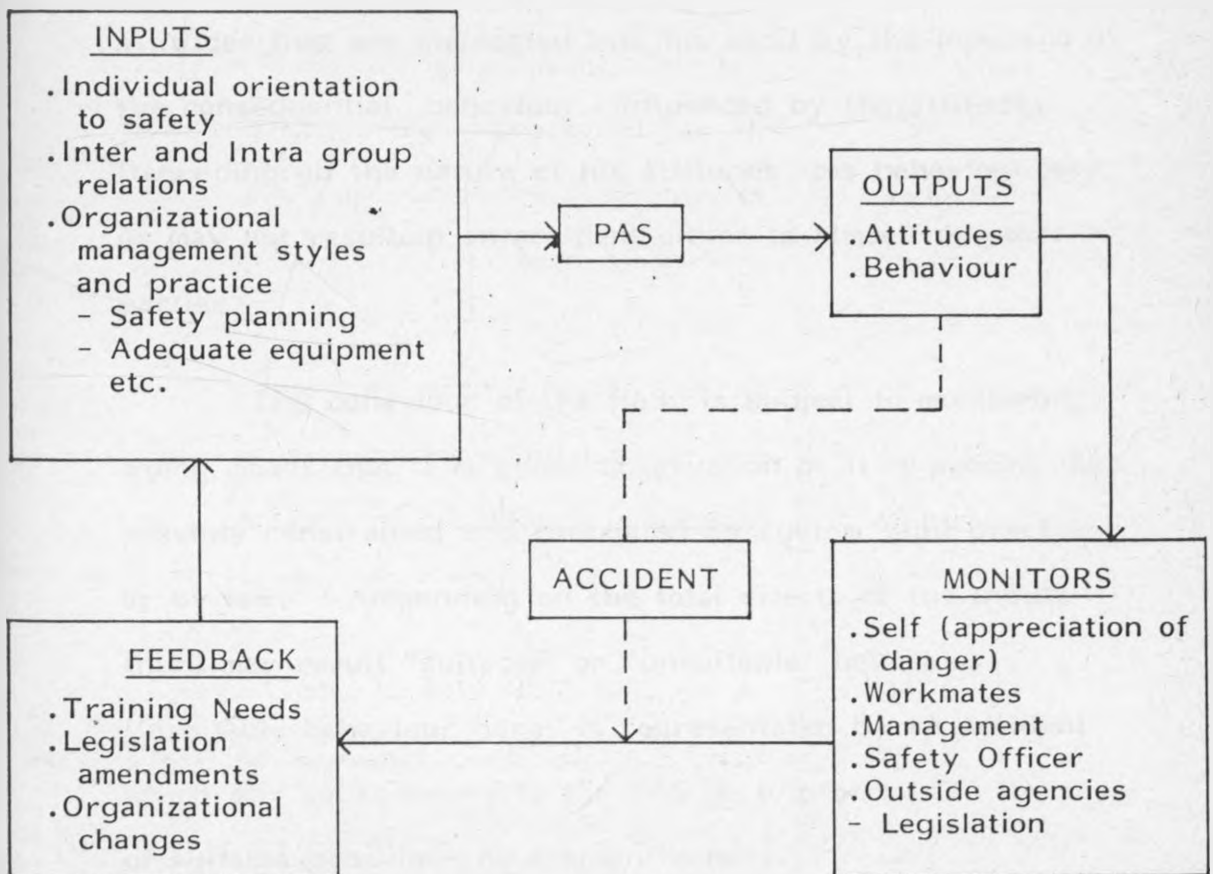 INPUTS
.Individual orientation
to safety
.Inter and Intra group
relations
.Organizational
management styles
and practice
- Safety planning
- Adequate equipment
etc.
PAS
OUTPUTS
.Attitudes
.Behaviour
ACCIDENT
MONITORS
.Self (appreciation of
danger)
.Workmates
.Management
.Safety Officer
.Outside agencies
- Legislation
FEEDBACK
.Training Needs
.Legislation
amendments
.Organizational
changes